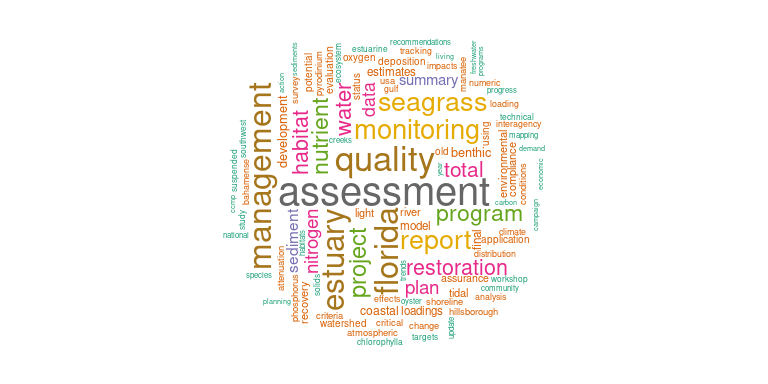 recommendations
estuarine
tracking
oxygen
living
deposition
impacts
estimates
usa
summary
numeric
gulf
progress
data
seagrass
loading
technical
monitoring
interagency
mapping
creeks
quality
old
benthic
demand
total
assessment
carbon
program
light
river
model
report
climate
application
distribution
restoration
assurance
workshop
plan
community
tidal
analysis
effects
oyster
shoreline
coastal
loadings
hillsborough
criteria
watershed
critical
change
atmospheric
targets
chlorophylla
planning
species
national
management
southwest
suspended
bahamense
ccmp
study
development
action
survey
sediments
potential
pyrodinium
evaluation
ecosystem
status
habitat
nutrient
water
manatee
freshwater
programs
using
environmental
compliance
conditions
economic
campaign
year
final
sediment
habitats
nitrogen
estuary
project
florida
trends
attenuation
phosphorus
recovery
solids
update